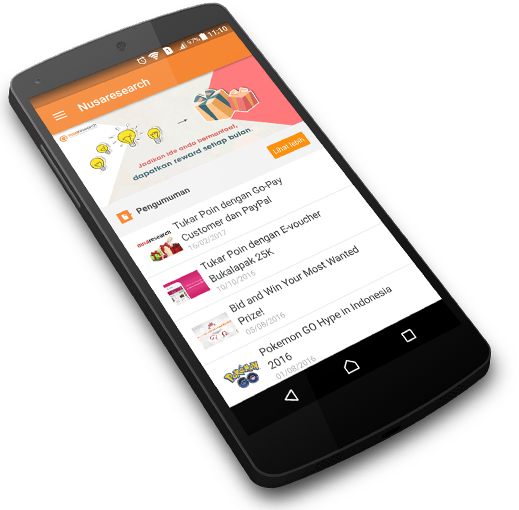 97% 11:10
Nusaresearch
nusaresearch
Jadikan ide anda bermanfaat,
dapatkan reward setiap bulan.
Lihat lebih
Pengumuman
nusaresearch
Tukar Poin dengan Go-Pay
Customer dan PayPal
16/02/2017
Tukar Poin dengan E-voucher
Bukalapak 25K
10/10/2016
Bid and Win Your Most Wanted
Prize!
05/08/2016
POKÉMON
GO
Pokemon GO Hype in Indonesia
2016
01/08/2016